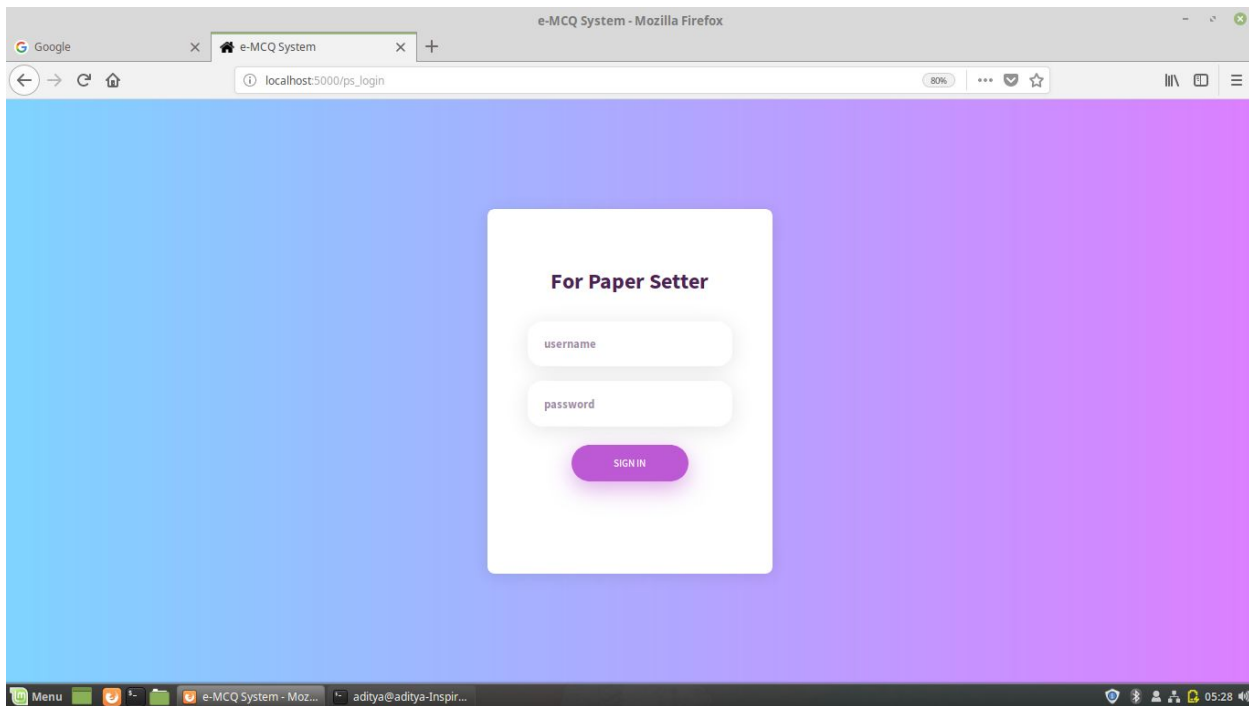 e-MCQ System - Mozilla Firefox
Google
e-MCQ System
localhost:5000/ps_login
80%
For Paper Setter
username
password
SIGN IN
Menu
e-MCQ System - Moz...
aditya@aditya-Inspir...
05:28